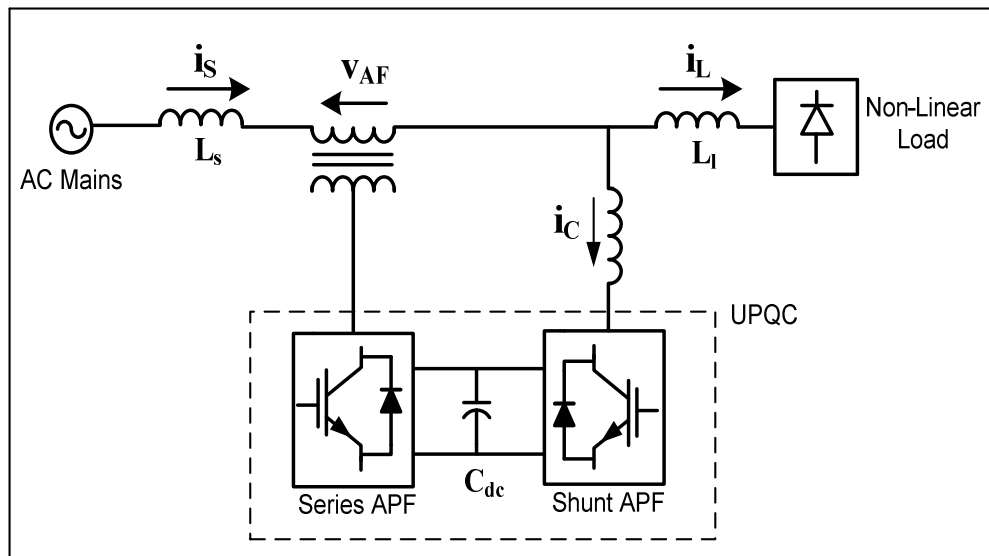 i_S
v_AF
i_L
Non-Linear
Load
L_s
L_l
AC Mains
i_C
UPQC
C_dc
Series APF
Shunt APF